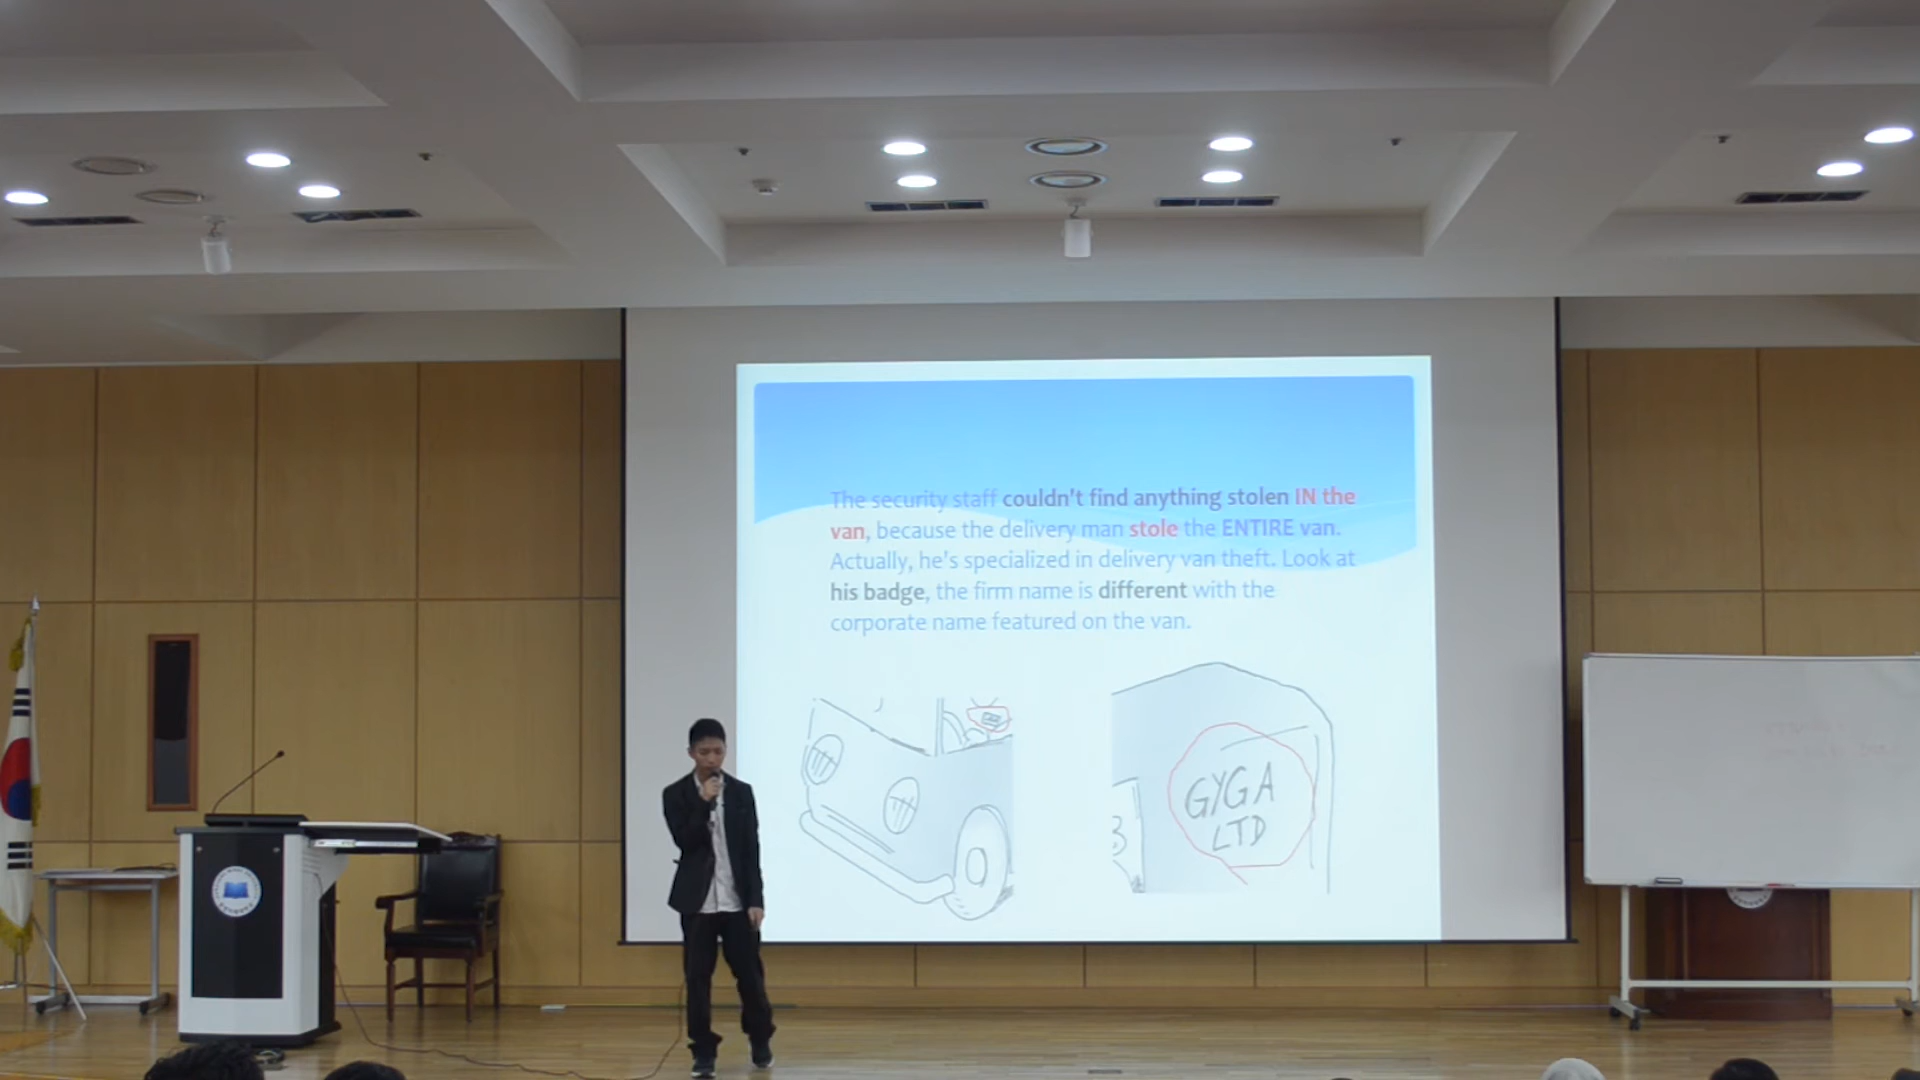 The security staff couldn't find anything stolen IN the
van, because the delivery man stole the ENTIRE van.
Actually, he's specialized in delivery van theft. Look at
his badge, the firm name is different with the
corporate name featured on the van.
GYGA
LTD